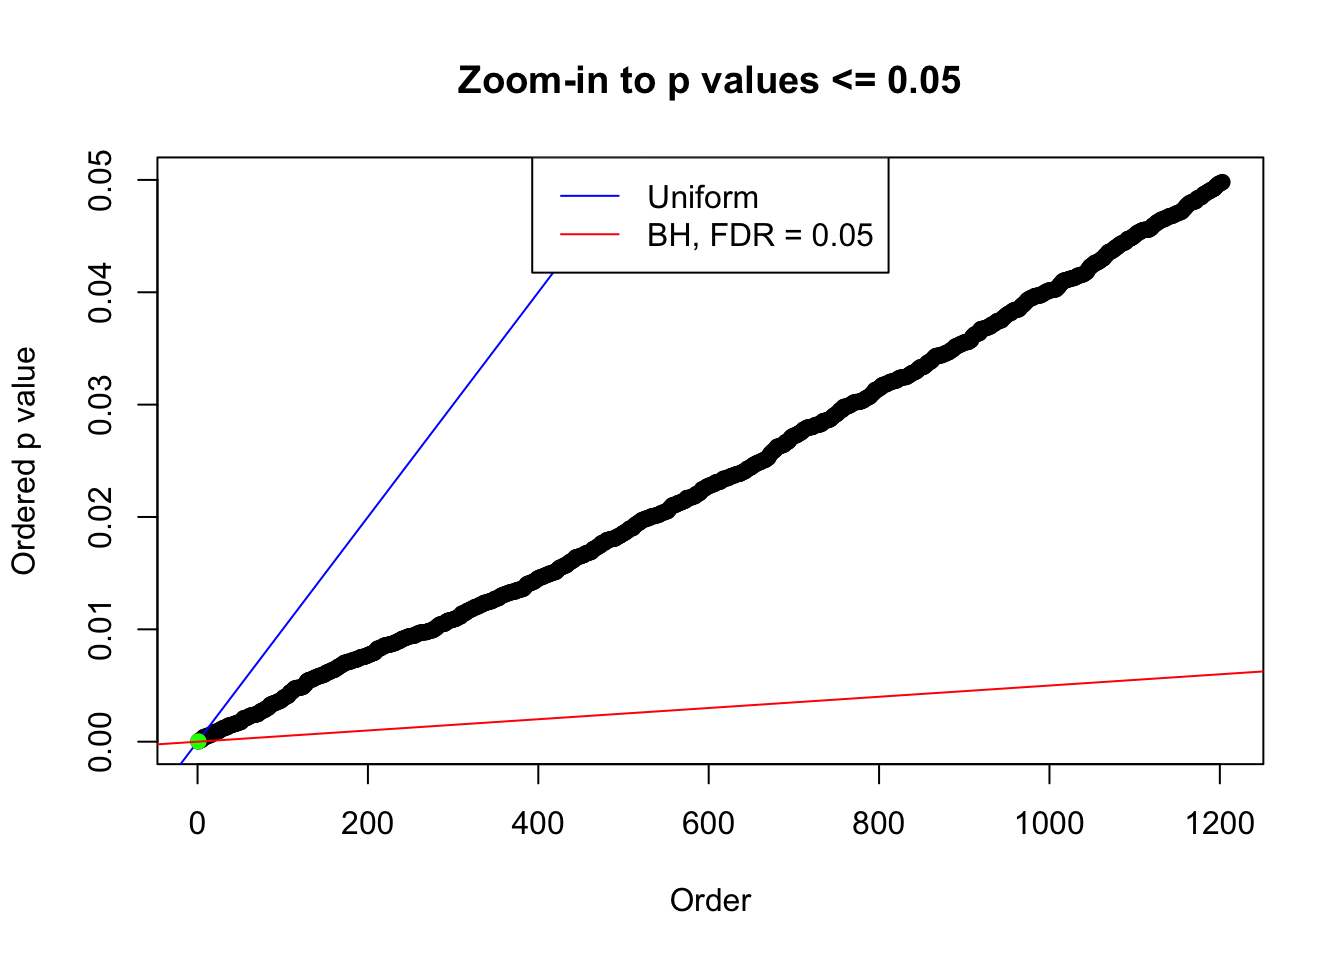 Zoom-in to p values <= 0.05
Uniform
BH, FDR = 0.05
Ordered p value
0.05
0.04
0.03
0.02
0.01
0.00
0 200 400 600 800 1000 1200
Order